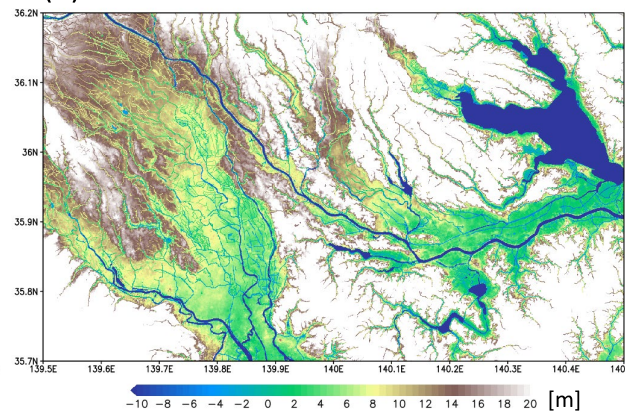 36.2N
36.1N
36N
35.9N
35.8N
35.7N
139.5E 139.6E 139.7E 139.8E 139.9E 140E 140.1E 140.2E 140.3E 140.4E 140
−10 −8 −6 −4 −2 0 2 4 6 8 10 12 14 16 18 20 [m]